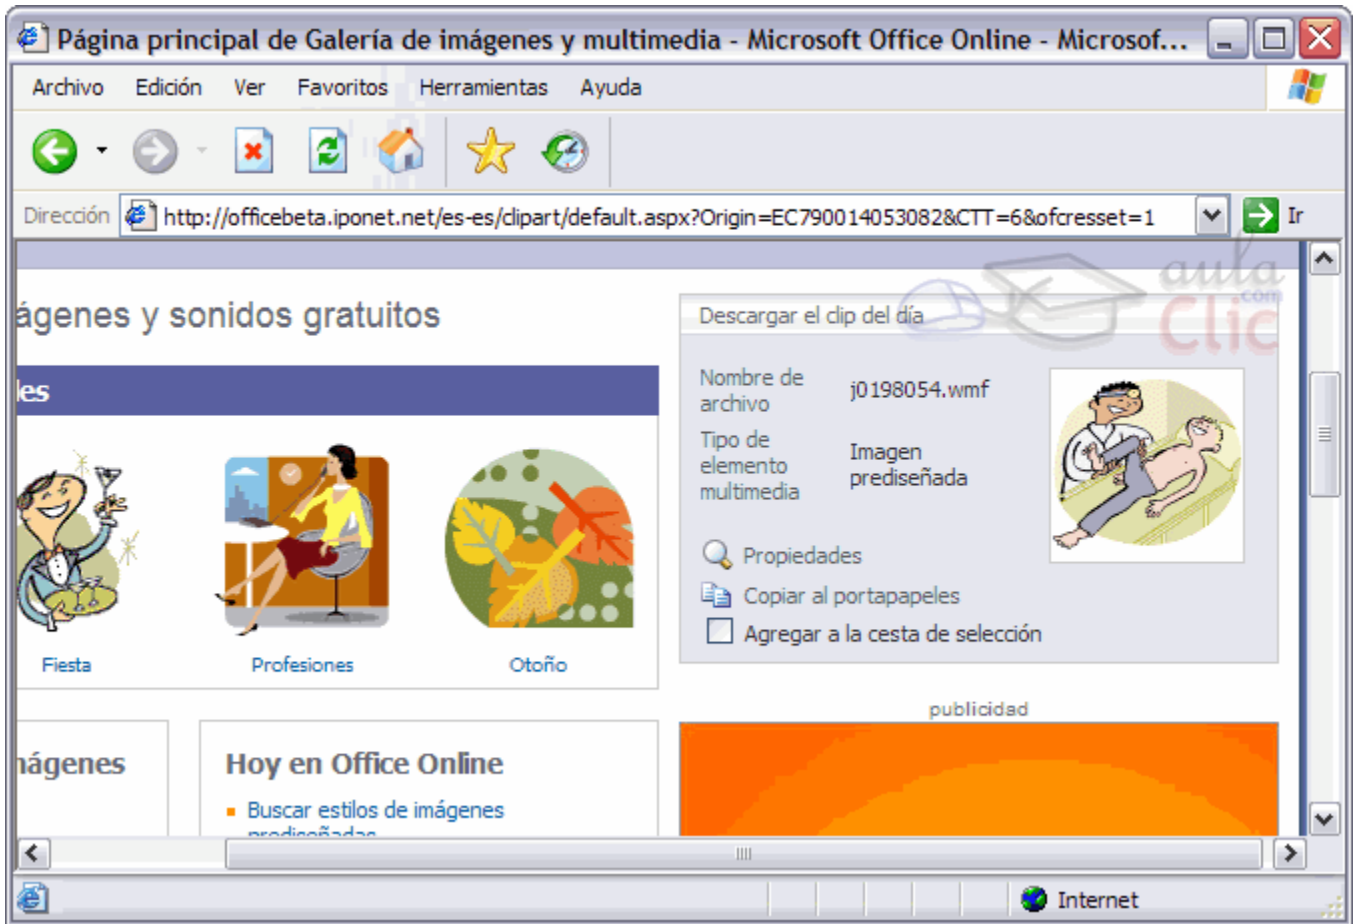 Página principal de Galería de imágenes y multimedia - Microsoft Office Online - Microsof...
Archivo Edición Ver Favoritos Herramientas Ayuda
Dirección http://officebeta.iponet.net/es-es/clipart/default.aspx?Origin=EC790014053082&CTT=6&ofcresset=1 Ir
aula
com
Clic
ágenes y sonidos gratuitos
les
Fiesta
Profesiones
Otoño
Descargar el clip del día
Nombre de
archivo
j0198054.wmf
Tipo de
elemento
multimedia
Imagen
prediseñada
Propiedades
Copiar al portapapeles
Agregar a la cesta de selección
publicidad
nágenes
Hoy en Office Online
Buscar estilos de imágenes
prediseñadas
Internet